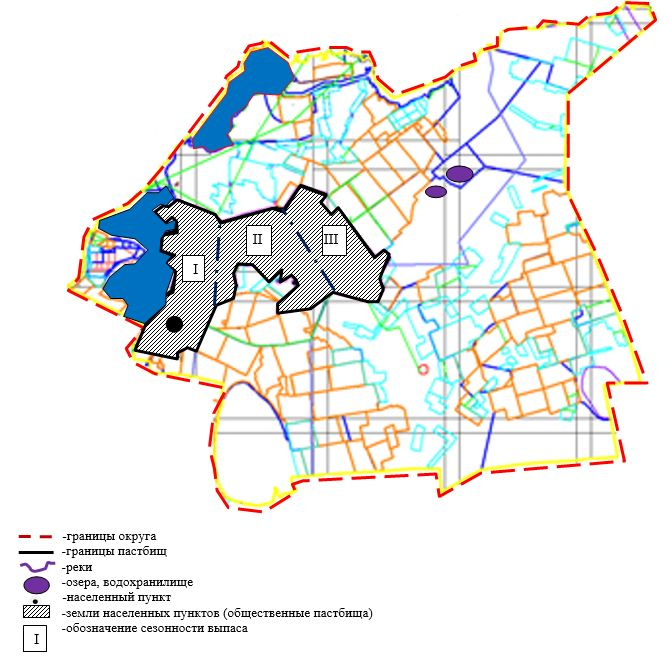 I
II
III
-границы округа
-границы пастбищ
-реки
-озера, водохранилище
-населенный пункт
-земли населенных пунктов (общественные пастбища)
I
-обозначение сезонности выпаса